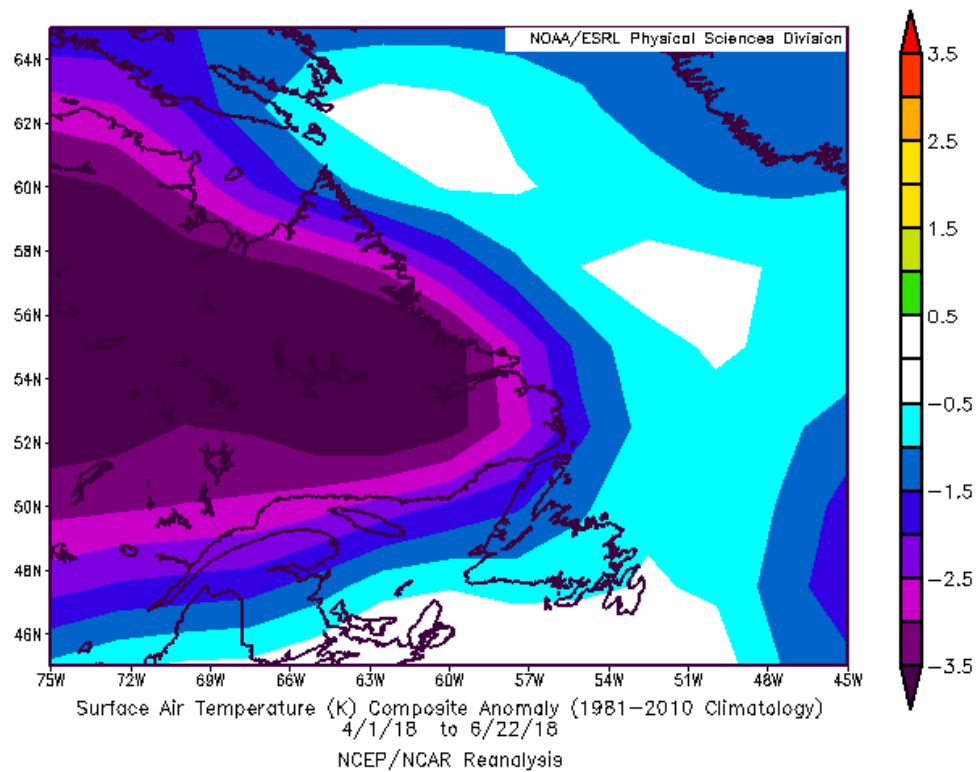 NOAA/ESRL Physical Sciences Division
64N
62N
60N
58N
56N
54N
52N
50N
48N
46N
75W 72W 69W 66W 63W 60W 57W 54W 51W 48W 45W
3.5
2.5
1.5
0.5
-0.5
-1.5
-2.5
-3.5
Surface Air Temperature (K) Composite Anomaly (1981-2010 Climatology)
4/1/18 to 6/22/18
NCEP/NCAR Reanalysis